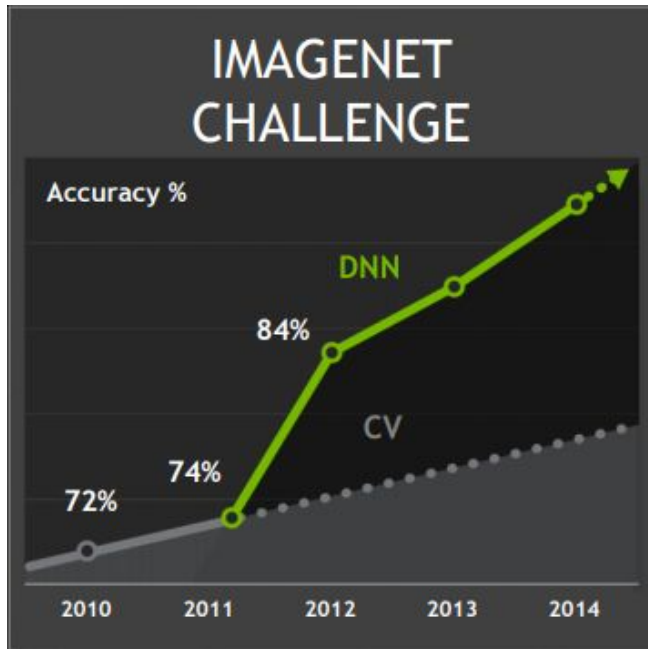 IMAGENET
CHALLENGE
Accuracy %
DNN
84%
CV
74%
72%
2010 2011 2012 2013 2014